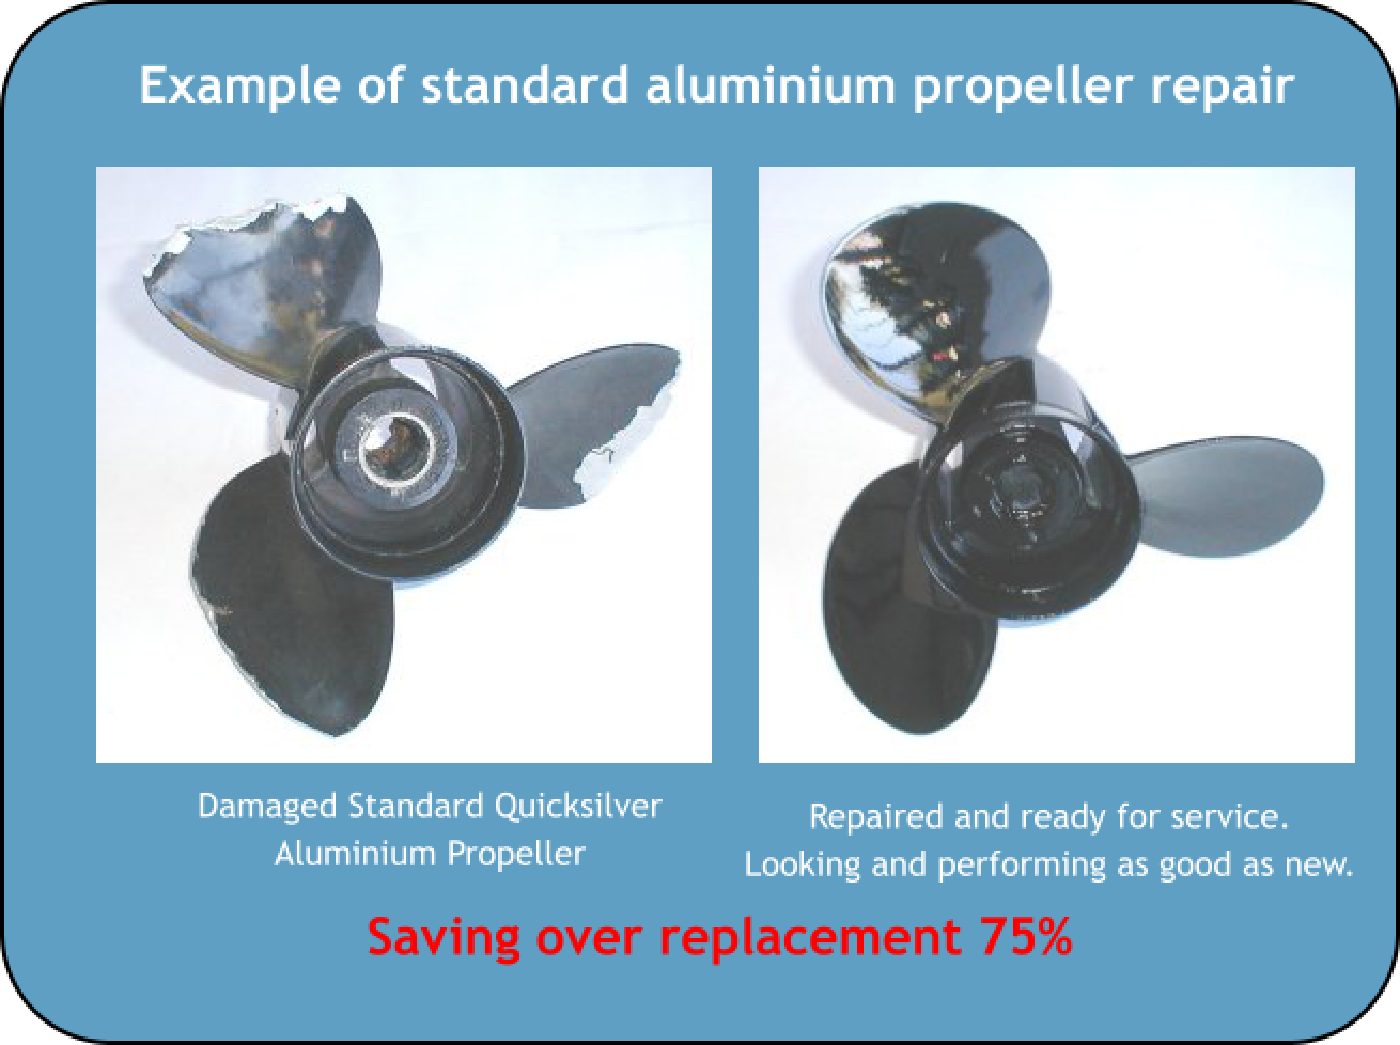 Example of standard aluminium propeller repair
Damaged Standard Quicksilver
Aluminium Propeller
Repaired and ready for service.
Looking and performing as good as new.
Saving over replacement 75%